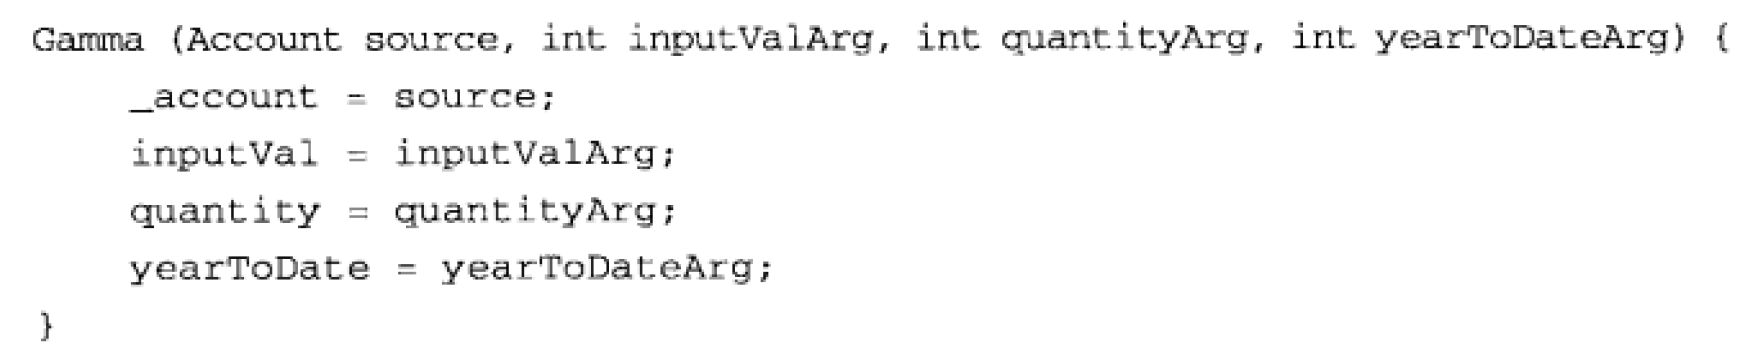 Gamma (Account source, int inputValArg, int quantityArg, int yearToDateArg) {
    _account = source;
    inputVal = inputValArg;
    quantity = quantityArg;
    yearToDate = yearToDateArg;
}